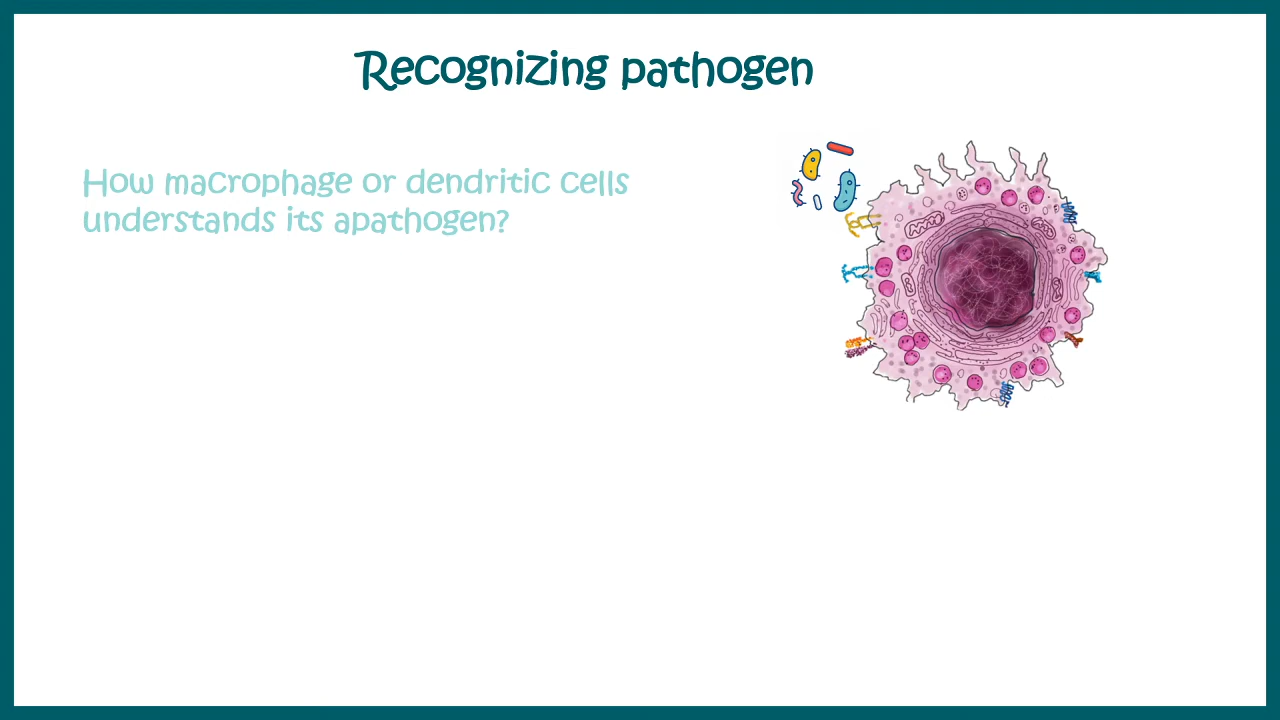 Recognizing pathogen
How macrophage or dendritic cells
understands its apathogen?